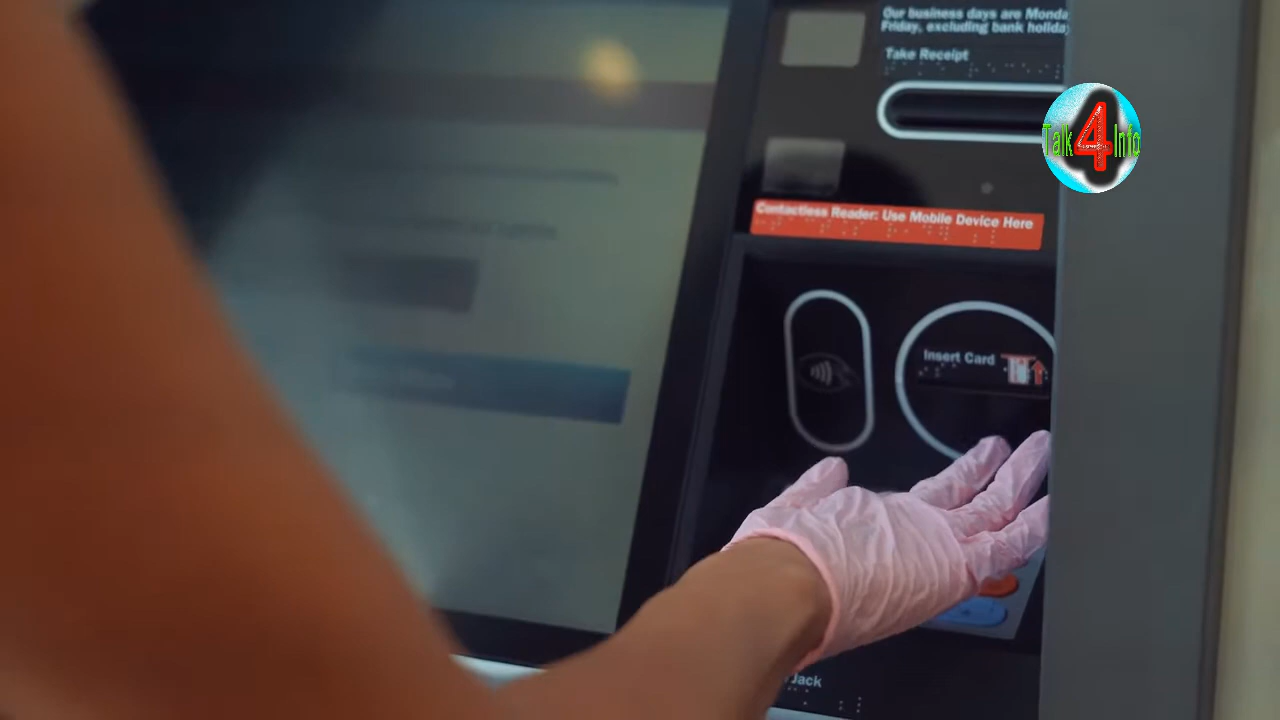 Our business days are Monda
Friday, excluding bank holida
Take Receipt
Talk 4 Info
Contactless Reader: Use Mobile Device Here
Insert Card
Jack